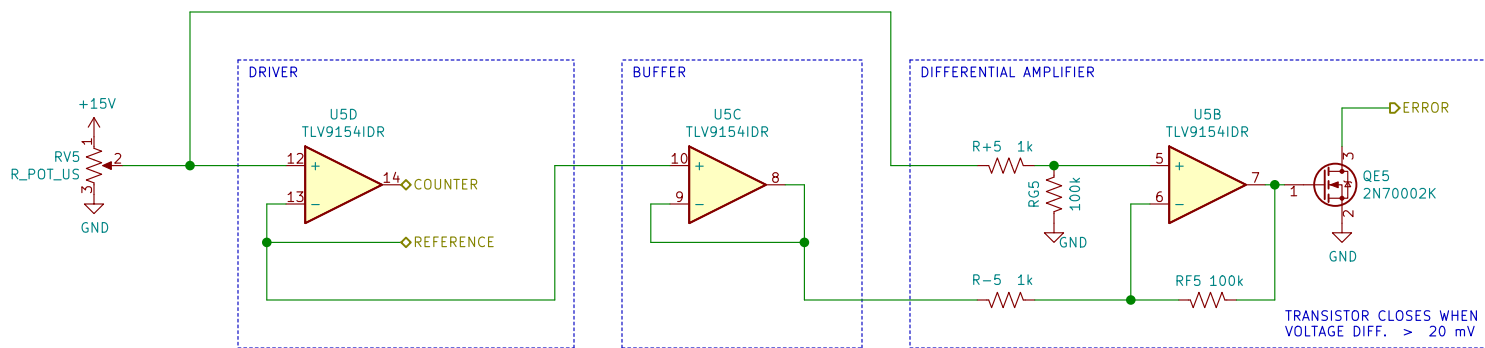 DRIVER
BUFFER
DIFFERENTIAL AMPLIFIER
+15V
1
RV5
R_POT_US
2
3
GND
U5D
TLV9154IDR
12
+
13
−
14
COUNTER
REFERENCE
U5C
TLV9154IDR
10
+
9
−
8
R+5 1k
RG5
100k
GND
R-5 1k
U5B
TLV9154IDR
5
+
6
−
7
RF5 100k
ERROR
3
1
QE5
2N70002K
2
GND
TRANSISTOR CLOSES WHEN
VOLTAGE DIFF. > 20 mV